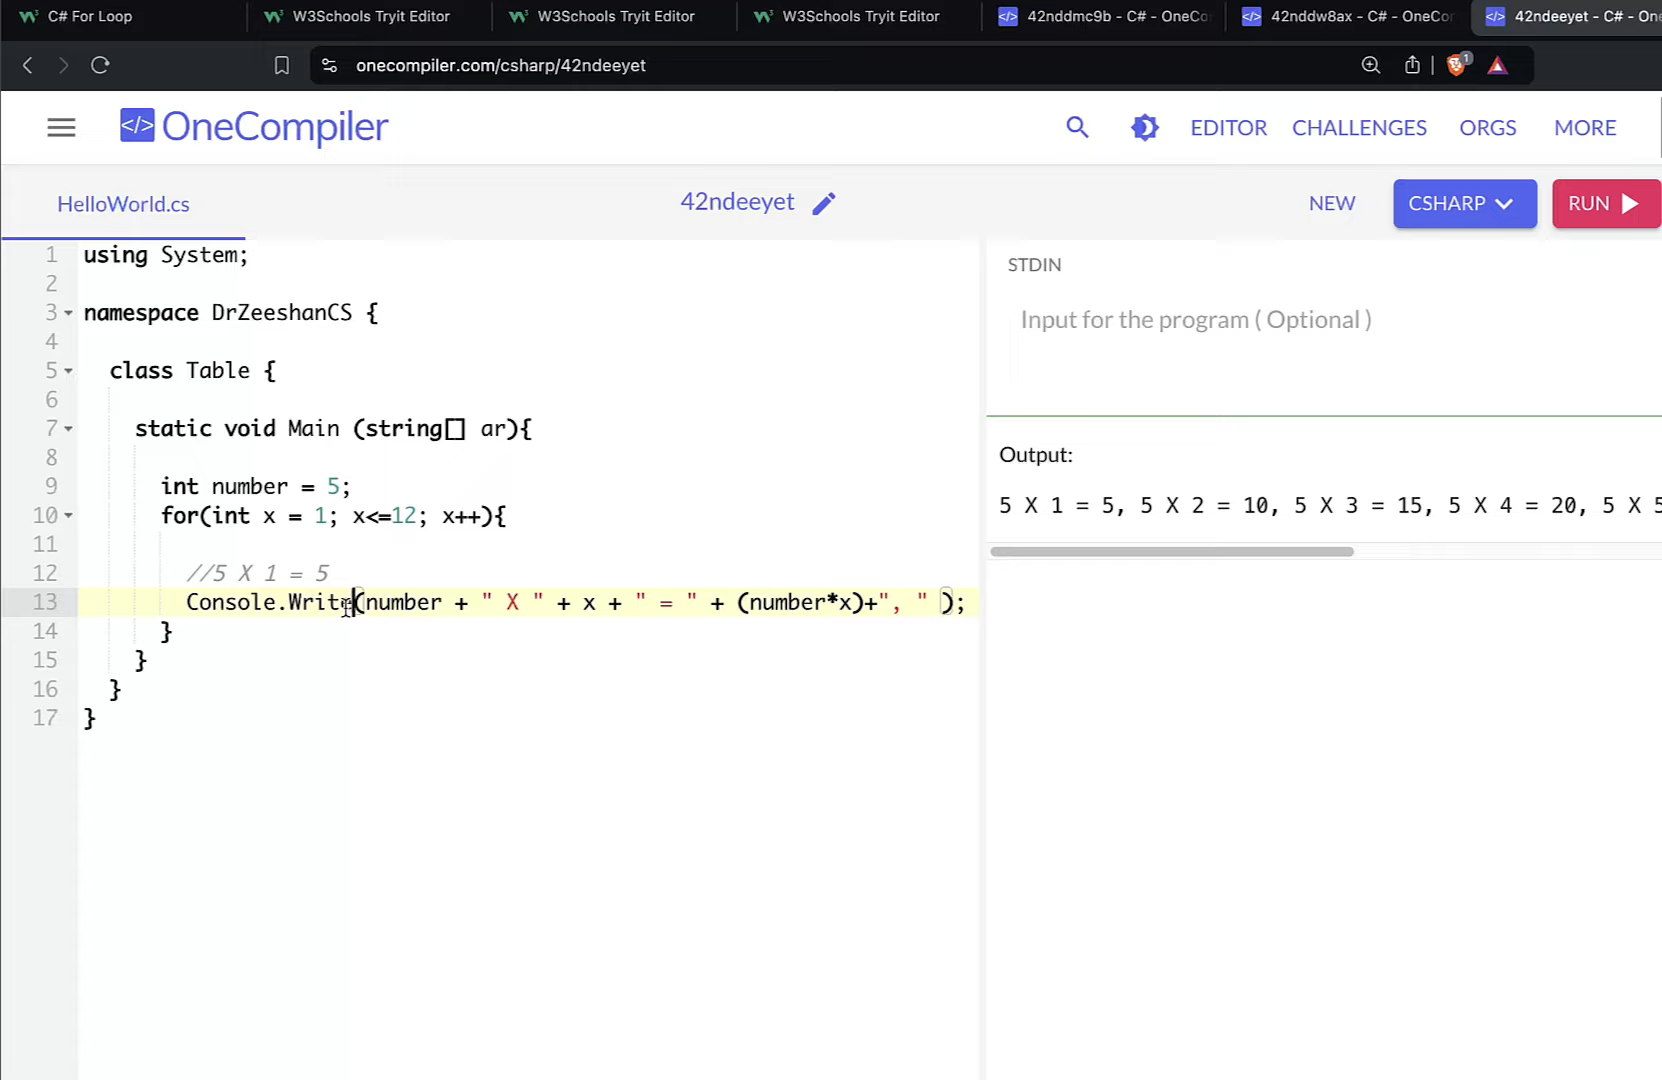 C# For Loop
W3Schools Tryit Editor
W3Schools Tryit Editor
W3Schools Tryit Editor
42nddmc9b - C# - OneCo
42nddw8ax - C# - OneCo
42ndeeyet - C# - One
onecompiler.com/csharp/42ndeeyet
1
</> OneCompiler
EDITOR CHALLENGES ORGS MORE
HelloWorld.cs
42ndeeyet
NEW
CSHARP
RUN
1 using System;
2
3 namespace DrZeeshanCS {
4
5 class Table {
6
7 static void Main (string[] ar){
8
9 int number = 5;
10 for(int x = 1; x<=12; x++){
11
12 //5 X 1 = 5
13 Console.Write(number + " X " + x + " = " + (number*x)+", " );
14 }
15 }
16 }
17 }
STDIN
Input for the program ( Optional )
Output:
5 X 1 = 5, 5 X 2 = 10, 5 X 3 = 15, 5 X 4 = 20, 5 X 5